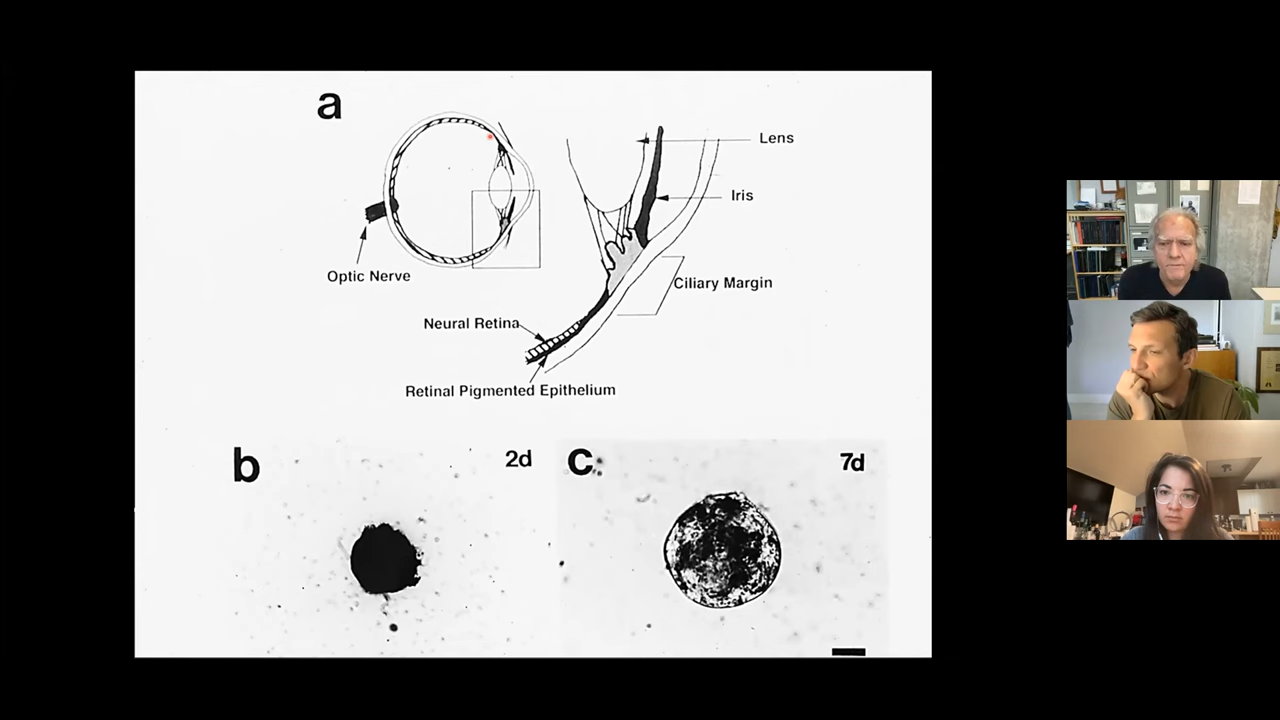 a
Lens
Iris
Optic Nerve
Ciliary Margin
Neural Retina
Retinal Pigmented Epithelium
b
2d
c
7d